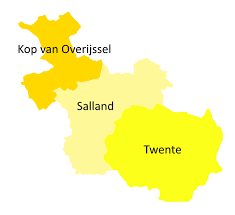 Kop van Overijssel
Salland
Twente